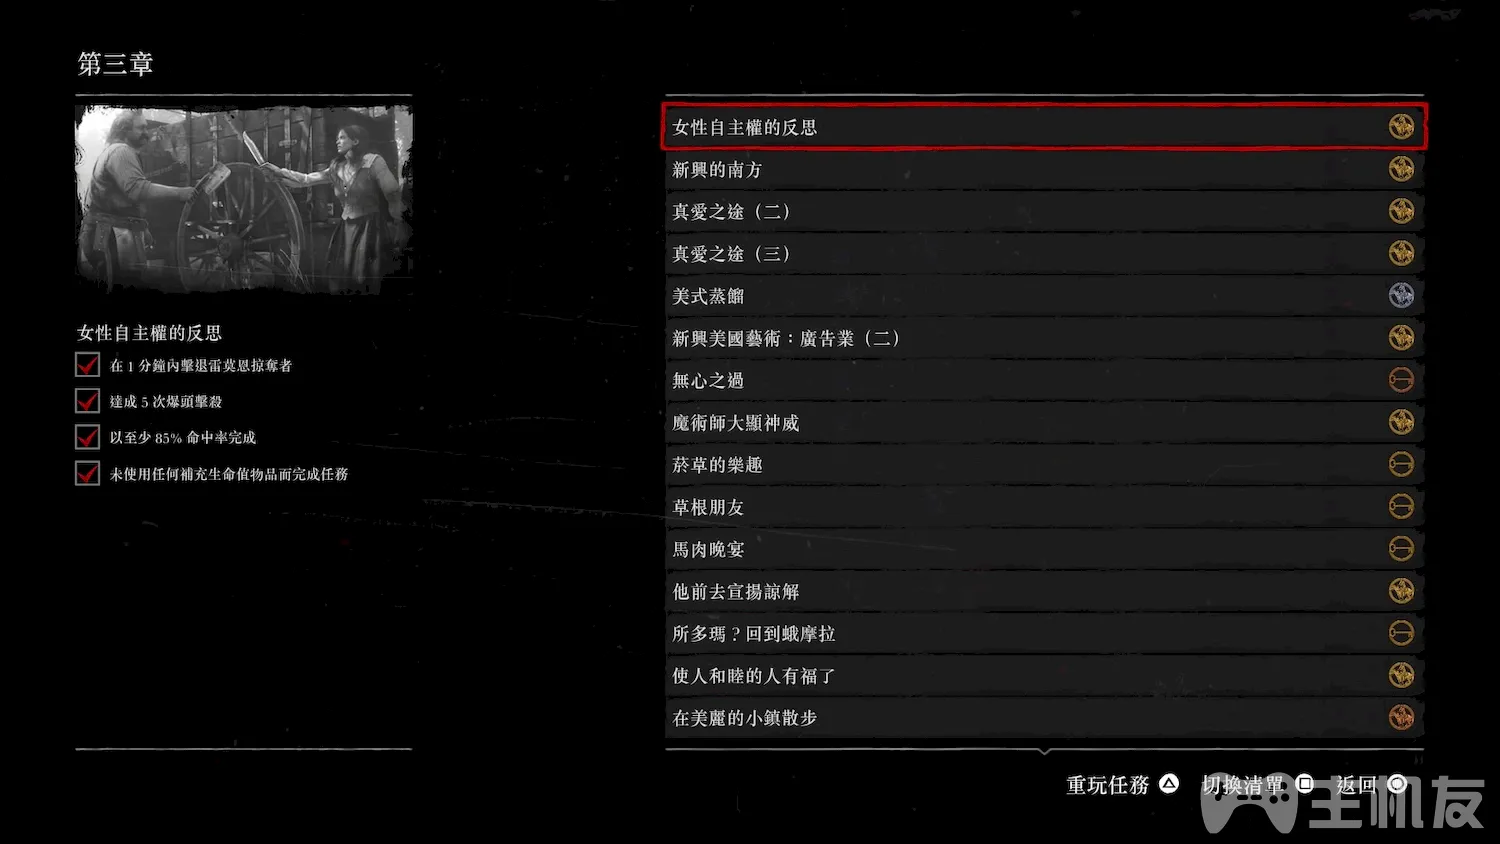 第三章
女性自主權的反思
在 1 分鐘內擊退雷莫恩掠奪者
達成 5 次爆頭擊殺
以至少 85% 命中率完成
未使用任何補充生命值物品而完成任務
女性自主權的反思
新興的南方
真愛之途（二）
真愛之途（三）
美式蒸餾
新興美國藝術：廣告業（二）
無心之過
魔術師大顯神威
菸草的樂趣
草根朋友
馬肉晚宴
他前去宣揚諒解
所多瑪？回到蛾摩拉
使人和睦的人有福了
在美麗的小鎮散步
重玩任務 切換清單 返回
主机友